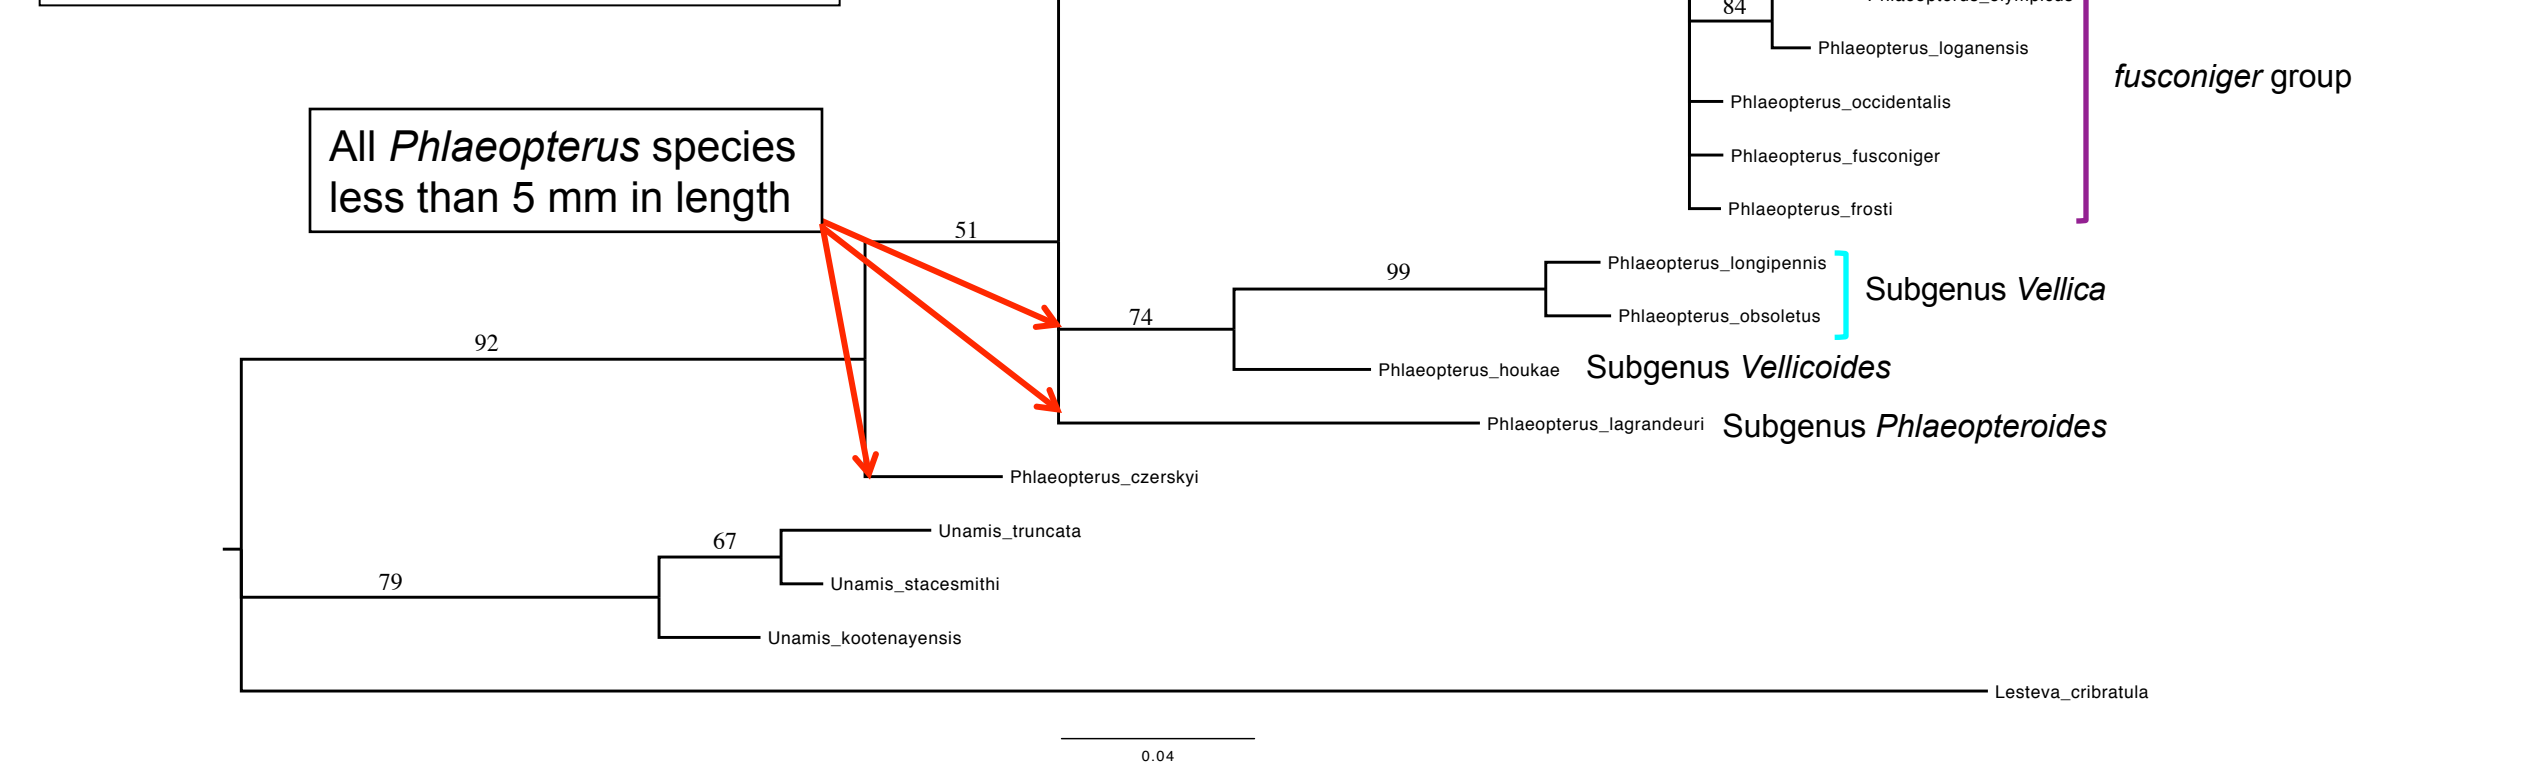 84
Phlaeopterus_loganensis
fusconiger group
Phlaeopterus_occidentalis
All Phlaeopterus species
less than 5 mm in length
Phlaeopterus_fusconiger
Phlaeopterus_frosti
51
Phlaeopterus_longipennis
99
Subgenus Vellica
74
Phlaeopterus_obsoletus
92
Phlaeopterus_houkae Subgenus Vellicoides
Phlaeopterus_lagrandeuri Subgenus Phlaeopteroides
Phlaeopterus_czerskyi
Unamis_truncata
67
79
Unamis_stacesmithi
Unamis_kootenayensis
Lesteva_cribratula
0.04